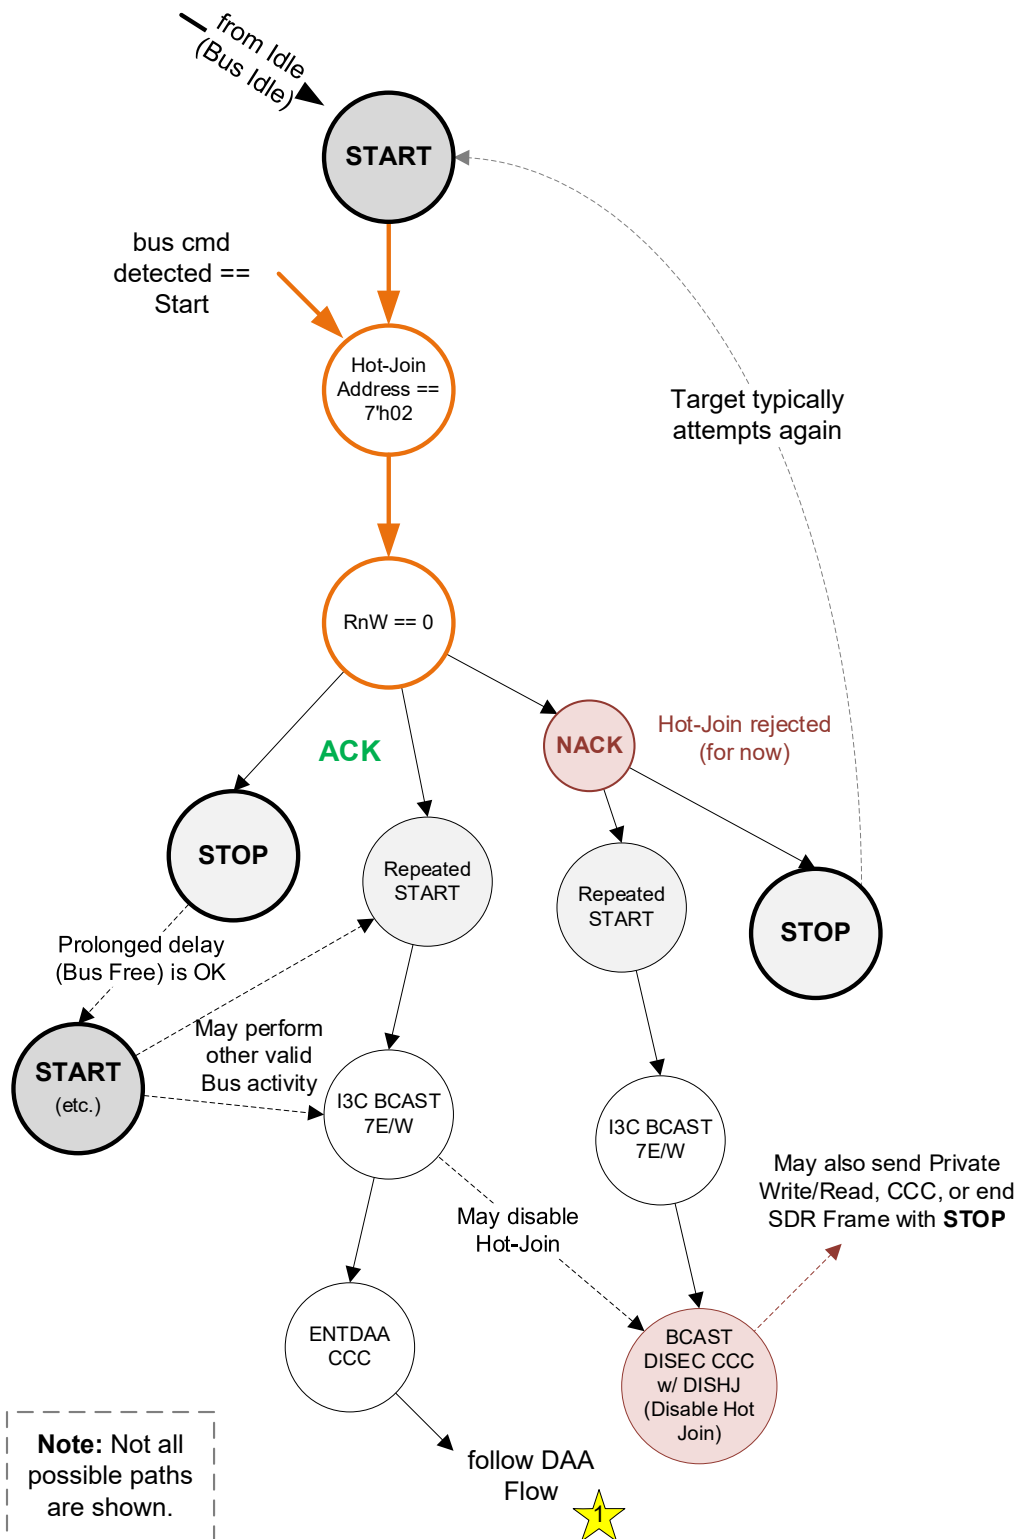 from Idle
(Bus Idle)
START
bus cmd
detected ==
Start
Hot-Join
Address ==
7'h02
Target typically
attempts again
RnW == 0
ACK
NACK
Hot-Join rejected
(for now)
STOP
Repeated
START
Repeated
START
STOP
Prolonged delay
(Bus Free) is OK
START
(etc.)
May perform
other valid
Bus activity
I3C BCAST
7E/W
I3C BCAST
7E/W
May also send Private
Write/Read, CCC, or end
SDR Frame with STOP
May disable
Hot-Join
ENTDAA
CCC
BCAST
DISEC CCC
w/ DISHJ
(Disable Hot
Join)
Note: Not all
possible paths
are shown.
follow DAA
Flow
1